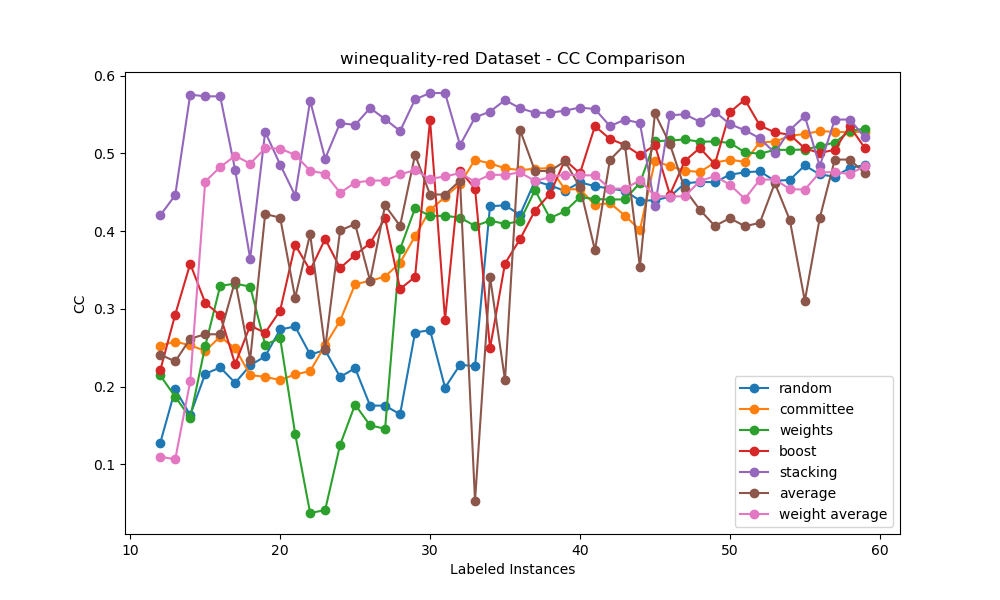 winequality-red Dataset - CC Comparison
0.6
0.5
0.4
0.3
0.2
0.1
CC
10 20 30 40 50 60
Labeled Instances
random
committee
weights
boost
stacking
average
weight average